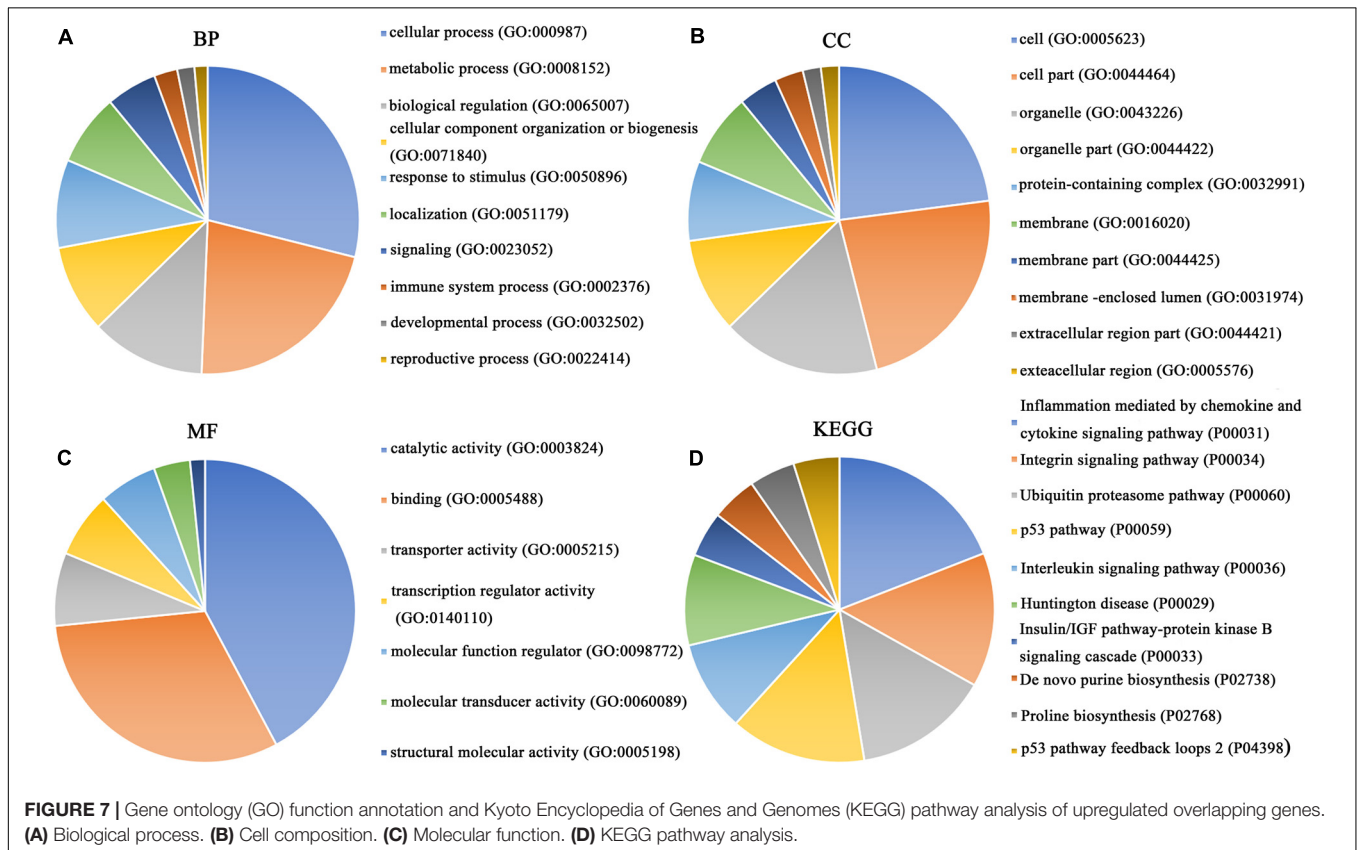 A
BP
cellular process (GO:000987)
metabolic process (GO:0008152)
biological regulation (GO:0065007)
cellular component organization or biogenesis
(GO:0071840)
response to stimulus (GO:0050896)
localization (GO:0051179)
signaling (GO:0023052)
immune system process (GO:0002376)
developmental process (GO:0032502)
reproductive process (GO:0022414)
B
CC
cell (GO:0005623)
cell part (GO:0044464)
organelle (GO:0043226)
organelle part (GO:0044422)
protein-containing complex (GO:0032991)
membrane (GO:0016020)
membrane part (GO:0044425)
membrane -enclosed lumen (GO:0031974)
extracellular region part (GO:0044421)
exteacellular region (GO:0005576)
C
MF
catalytic activity (GO:0003824)
binding (GO:0005488)
transporter activity (GO:0005215)
transcription regulator activity
(GO:0140110)
molecular function regulator (GO:0098772)
molecular transducer activity (GO:0060089)
structural molecular activity (GO:0005198)
D
KEGG
Inflammation mediated by chemokine and
cytokine signaling pathway (P00031)
Integrin signaling pathway (P00034)
Ubiquitin proteasome pathway (P00060)
p53 pathway (P00059)
Interleukin signaling pathway (P00036)
Huntington disease (P00029)
Insulin/IGF pathway-protein kinase B
signaling cascade (P00033)
De novo purine biosynthesis (P02738)
Proline biosynthesis (P02768)
p53 pathway feedback loops 2 (P04398)
FIGURE 7 | Gene ontology (GO) function annotation and Kyoto Encyclopedia of Genes and Genomes (KEGG) pathway analysis of upregulated overlapping genes.
(A) Biological process. (B) Cell composition. (C) Molecular function. (D) KEGG pathway analysis.